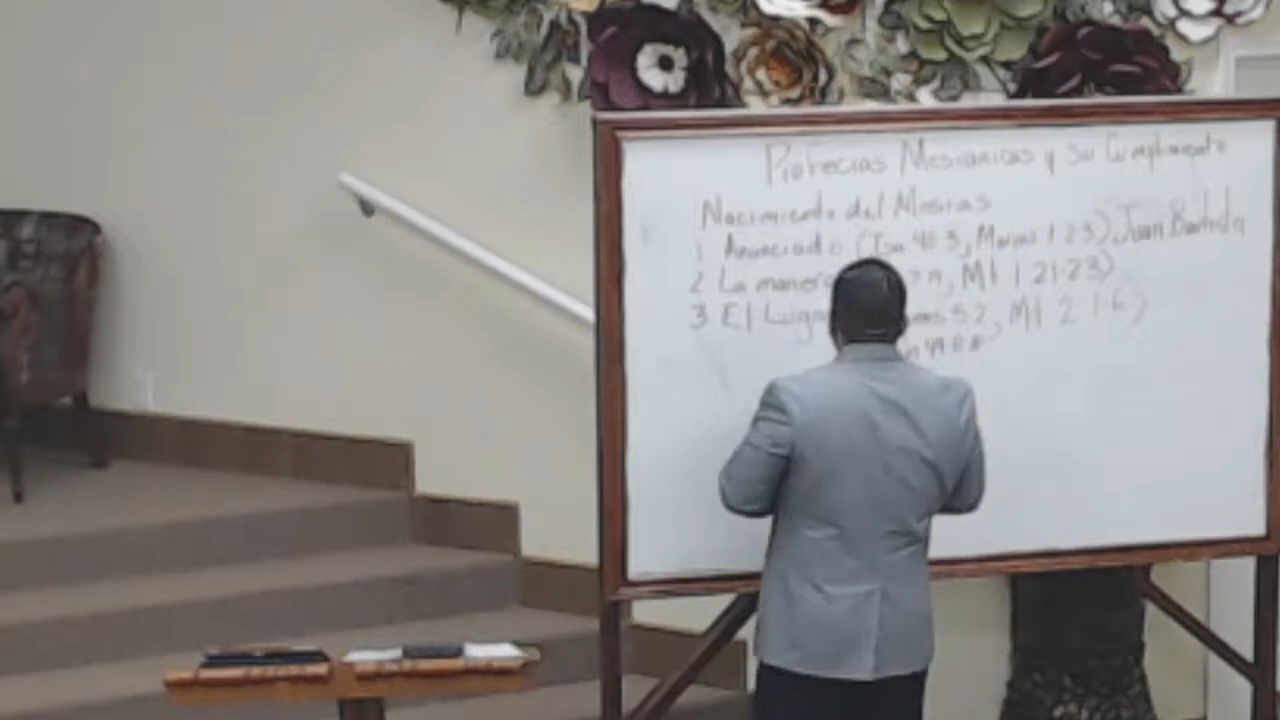 Profecias Mesianicas y su Cumplimiento
Nacimiento del Mesias
1 Anunciado (Isa 40:3, Marcos 1:2-3) Juan Bautista
2 La manera Mt 1:21-23)
3 El Lugar 5:2, Mt 2:1-6)